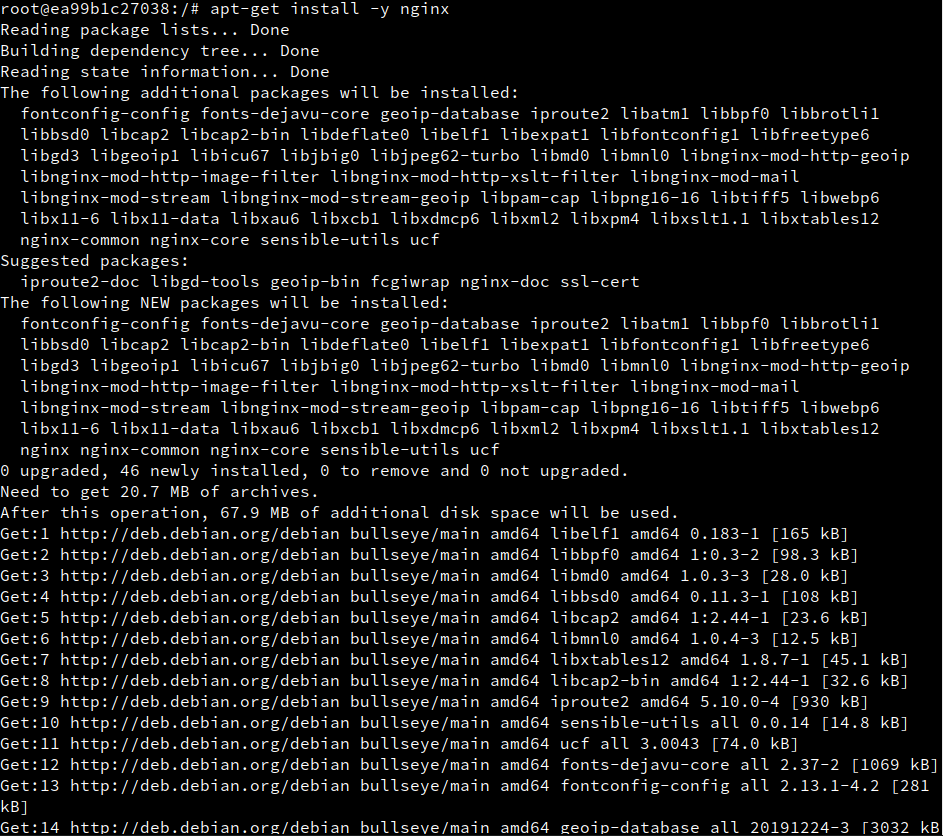 root@ea99b1c27038:/# apt-get install -y nginx
Reading package lists... Done
Building dependency tree... Done
Reading state information... Done
The following additional packages will be installed:
  fontconfig-config fonts-dejavu-core geoip-database iproute2 libatm1 libbpf0 libbrotli1
  libbsd0 libcap2 libcap2-bin libdeflate0 libelf1 libexpat1 libfontconfig1 libfreetype6
  libgd3 libgeoip1 libicu67 libjbig0 libjpeg62-turbo libmd0 libmnl0 libnginx-mod-http-geoip
  libnginx-mod-http-image-filter libnginx-mod-http-xslt-filter libnginx-mod-mail
  libnginx-mod-stream libnginx-mod-stream-geoip libpam-cap libpng16-16 libtiff5 libwebp6
  libx11-6 libx11-data libxau6 libxcb1 libxdmcp6 libxml2 libxpm4 libxslt1.1 libxtables12
  nginx-common nginx-core sensible-utils ucf
Suggested packages:
  iproute2-doc libgd-tools geoip-bin fcgiwrap nginx-doc ssl-cert
The following NEW packages will be installed:
  fontconfig-config fonts-dejavu-core geoip-database iproute2 libatm1 libbpf0 libbrotli1
  libbsd0 libcap2 libcap2-bin libdeflate0 libelf1 libexpat1 libfontconfig1 libfreetype6
  libgd3 libgeoip1 libicu67 libjbig0 libjpeg62-turbo libmd0 libmnl0 libnginx-mod-http-geoip
  libnginx-mod-http-image-filter libnginx-mod-http-xslt-filter libnginx-mod-mail
  libnginx-mod-stream libnginx-mod-stream-geoip libpam-cap libpng16-16 libtiff5 libwebp6
  libx11-6 libx11-data libxau6 libxcb1 libxdmcp6 libxml2 libxpm4 libxslt1.1 libxtables12
  nginx nginx-common nginx-core sensible-utils ucf
0 upgraded, 46 newly installed, 0 to remove and 0 not upgraded.
Need to get 20.7 MB of archives.
After this operation, 67.9 MB of additional disk space will be used.
Get:1 http://deb.debian.org/debian bullseye/main amd64 libelf1 amd64 0.183-1 [165 kB]
Get:2 http://deb.debian.org/debian bullseye/main amd64 libbpf0 amd64 1:0.3-2 [98.3 kB]
Get:3 http://deb.debian.org/debian bullseye/main amd64 libmd0 amd64 1.0.3-3 [28.0 kB]
Get:4 http://deb.debian.org/debian bullseye/main amd64 libbsd0 amd64 0.11.3-1 [108 kB]
Get:5 http://deb.debian.org/debian bullseye/main amd64 libcap2 amd64 1:2.44-1 [23.6 kB]
Get:6 http://deb.debian.org/debian bullseye/main amd64 libmnl0 amd64 1.0.4-3 [12.5 kB]
Get:7 http://deb.debian.org/debian bullseye/main amd64 libxtables12 amd64 1.8.7-1 [45.1 kB]
Get:8 http://deb.debian.org/debian bullseye/main amd64 libcap2-bin amd64 1:2.44-1 [32.6 kB]
Get:9 http://deb.debian.org/debian bullseye/main amd64 iproute2 amd64 5.10.0-4 [930 kB]
Get:10 http://deb.debian.org/debian bullseye/main amd64 sensible-utils all 0.0.14 [14.8 kB]
Get:11 http://deb.debian.org/debian bullseye/main amd64 ucf all 3.0043 [74.0 kB]
Get:12 http://deb.debian.org/debian bullseye/main amd64 fonts-dejavu-core all 2.37-2 [1069 kB]
Get:13 http://deb.debian.org/debian bullseye/main amd64 fontconfig-config all 2.13.1-4.2 [281
kB]
Get:14 http://deb.debian.org/debian bullseye/main amd64 geoip-database all 20191224-3 [3032 kB